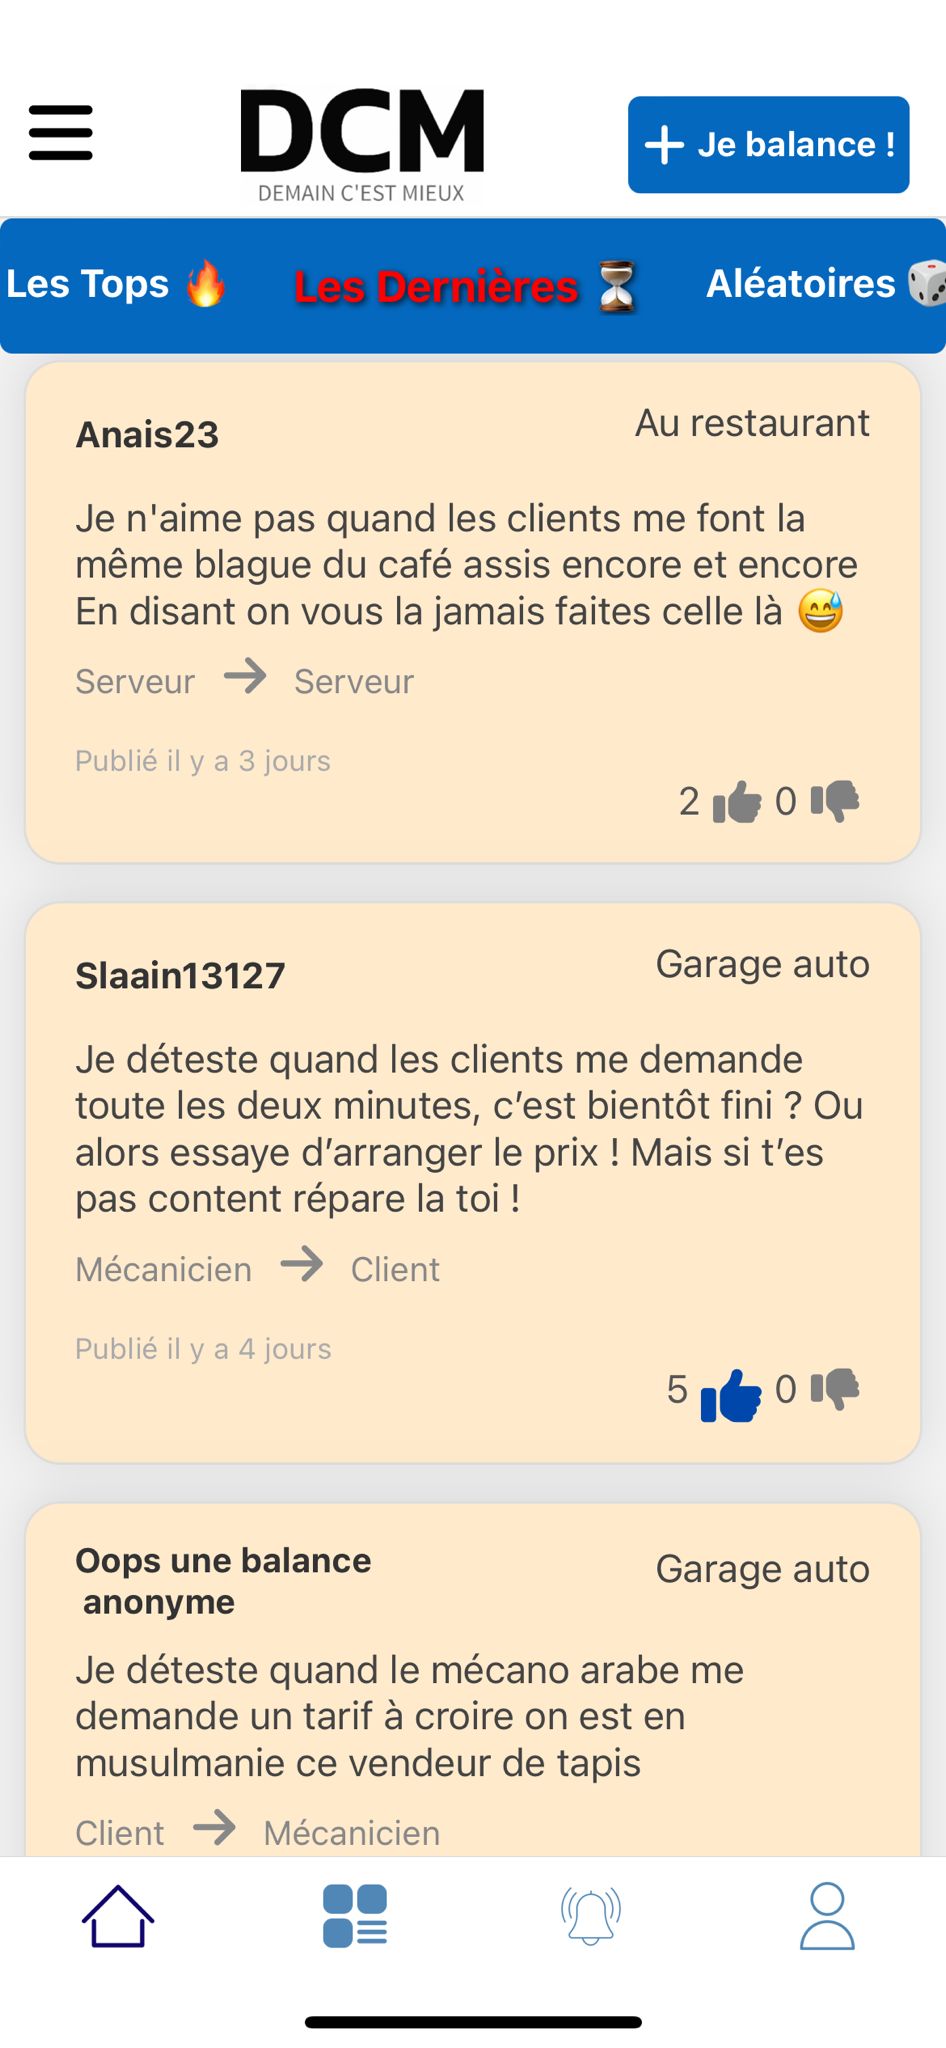 DCM
DEMAIN C'EST MIEUX
+ Je balance !
Les Tops 🔥
Les Dernières ⏳
Aléatoires 🎲
Anais23
Au restaurant
Je n'aime pas quand les clients me font la
même blague du café assis encore et encore
En disant on vous la jamais faites celle là 😅
Serveur → Serveur
Publié il y a 3 jours
2 👍 0 👎
Slaain13127
Garage auto
Je déteste quand les clients me demande
toute les deux minutes, c’est bientôt fini ? Ou
alors essaye d’arranger le prix ! Mais si t’es
pas content répare la toi !
Mécanicien → Client
Publié il y a 4 jours
5 👍 0 👎
Oops une balance
anonyme
Garage auto
Je déteste quand le mécano arabe me
demande un tarif à croire on est en
musulmanie ce vendeur de tapis
Client → Mécanicien